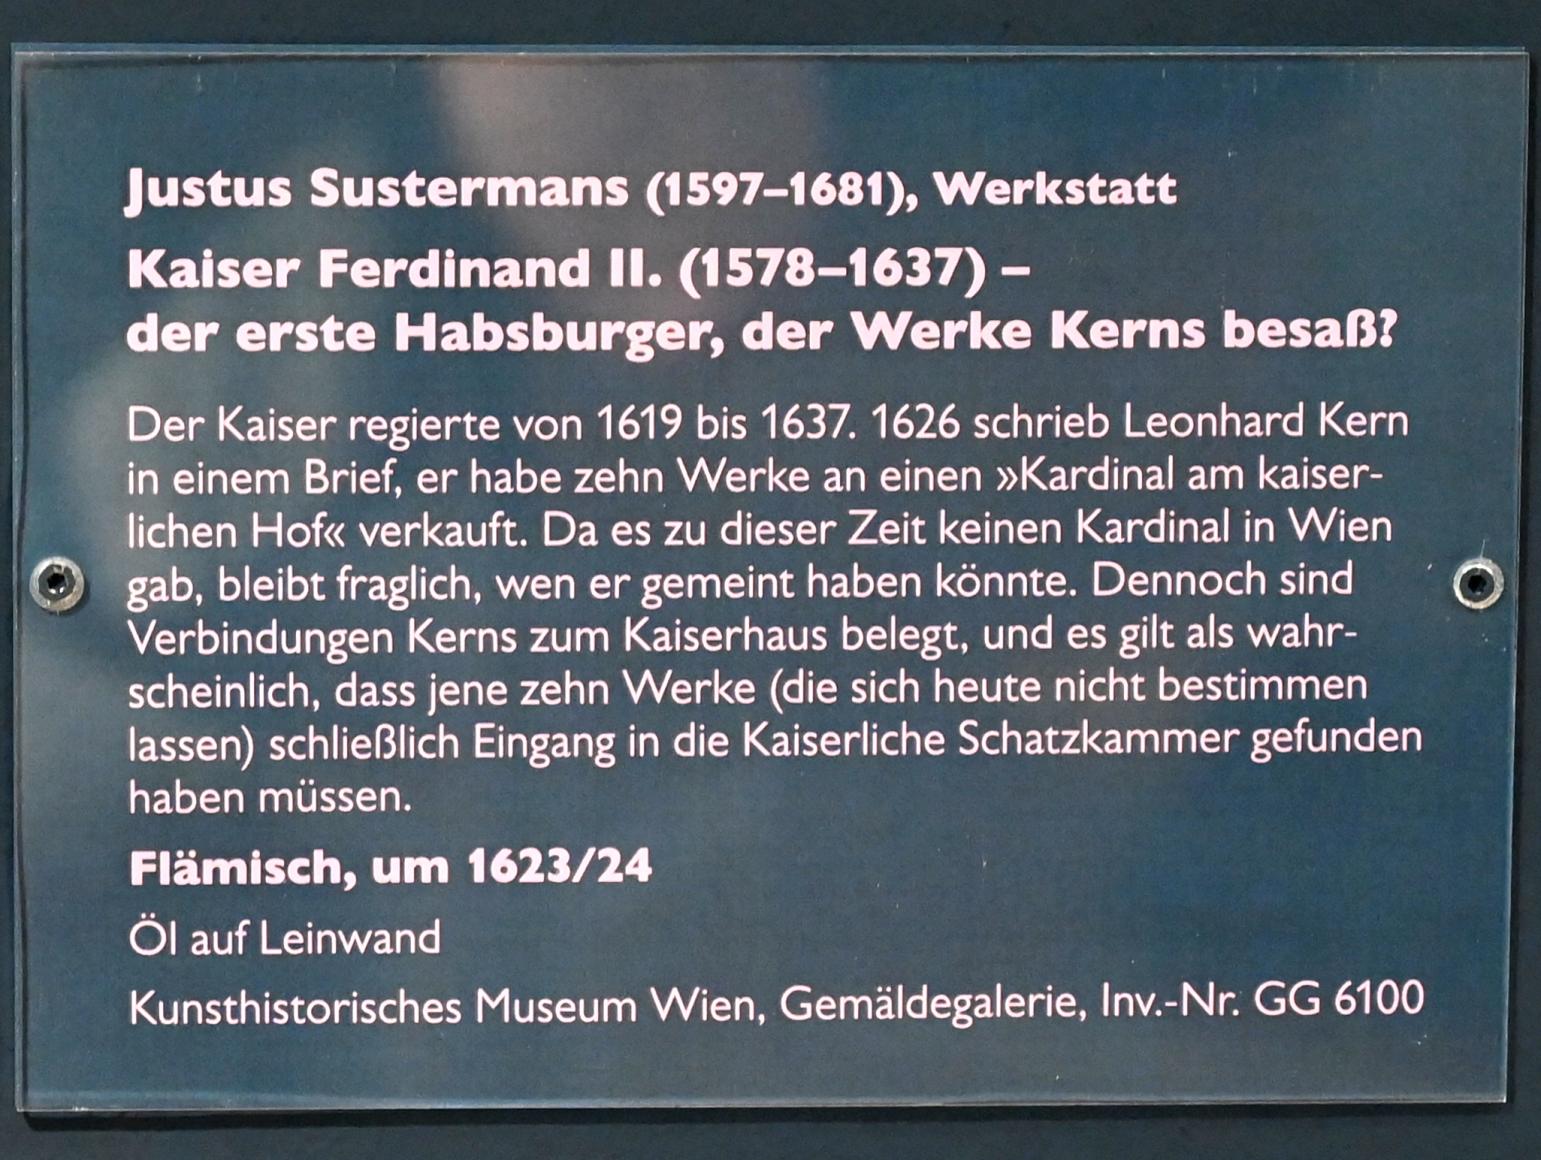 Justus Sustermans (1597–1681), Werkstatt
Kaiser Ferdinand II. (1578–1637) –
der erste Habsburger, der Werke Kerns besaß?
Der Kaiser regierte von 1619 bis 1637. 1626 schrieb Leonhard Kern
in einem Brief, er habe zehn Werke an einen »Kardinal am kaiser-
lichen Hof« verkauft. Da es zu dieser Zeit keinen Kardinal in Wien
gab, bleibt fraglich, wen er gemeint haben könnte. Dennoch sind
Verbindungen Kerns zum Kaiserhaus belegt, und es gilt als wahr-
scheinlich, dass jene zehn Werke (die sich heute nicht bestimmen
lassen) schließlich Eingang in die Kaiserliche Schatzkammer gefunden
haben müssen.
Flämisch, um 1623/24
Öl auf Leinwand
Kunsthistorisches Museum Wien, Gemäldegalerie, Inv.-Nr. GG 6100